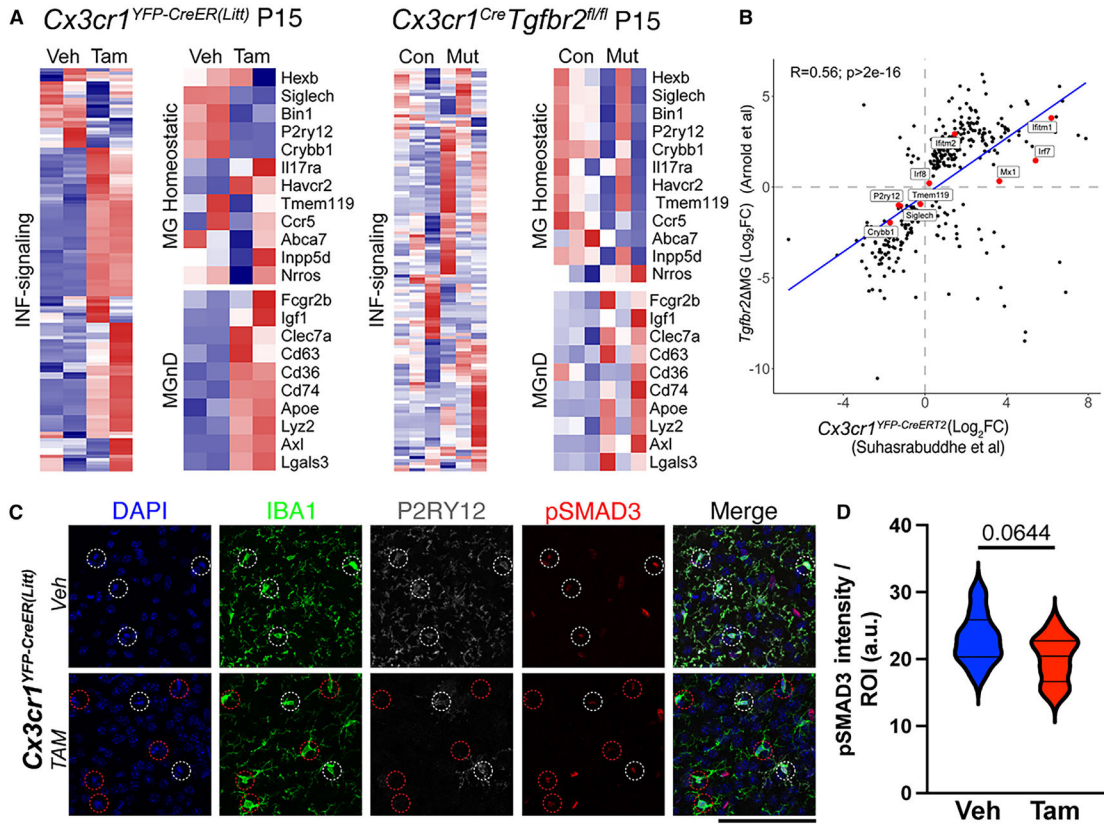 A
Cx3cr1YFP-CreER(Litt) P15
Veh Tam
INF-signaling
Veh Tam
MG Homeostatic
Hexb
Siglech
Bin1
P2ry12
Crybb1
Il17ra
Havcr2
Tmem119
Ccr5
Abca7
Inpp5d
Nrros
MGnD
Fcgr2b
Igf1
Clec7a
Cd63
Cd36
Cd74
Apoe
Lyz2
Axl
Lgals3
Cx3cr1CreTgfbr2fl/fl P15
Con Mut
INF-signaling
Con Mut
MG Homeostatic
Hexb
Siglech
Bin1
P2ry12
Crybb1
Il17ra
Havcr2
Tmem119
Ccr5
Abca7
Inpp5d
Nrros
MGnD
Fcgr2b
Igf1
Clec7a
Cd63
Cd36
Cd74
Apoe
Lyz2
Axl
Lgals3
B
R=0.56; p>2e-16
Tgfbr2ΔMG (Log2FC)
(Arnold et al)
5
0
-5
-10
Ifitm1
Ifitm2
Irf7
Irf8
Mx1
P2ry12
Tmem119
Siglech
Crybb1
-4 0 4 8
Cx3cr1YFP-CreERT2(Log2FC)
(Suhasrabuddhe et al)
C
DAPI IBA1 P2RY12 pSMAD3 Merge
Cx3cr1YFP-CreER(Litt)
Veh
TAM
D
0.0644
pSMAD3 intensity /
ROI (a.u.)
40
30
20
10
0
Veh Tam